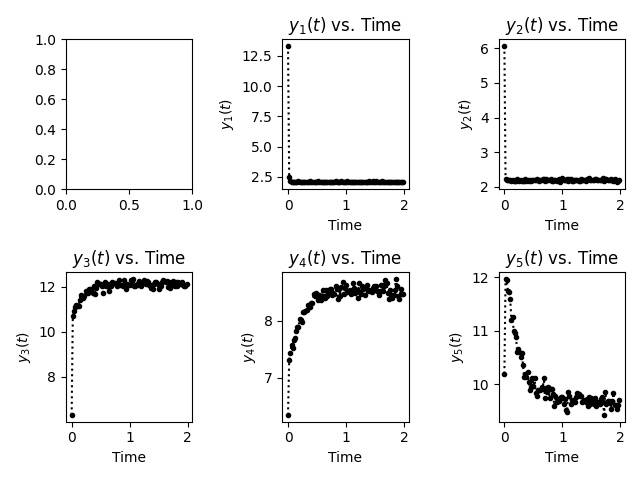 1.0
0.8
0.6
0.4
0.2
0.0
0.0 0.5 1.0
y₁(t) vs. Time
y₁(t)
12.5
10.0
7.5
5.0
2.5
0 1 2
Time
y₂(t) vs. Time
y₂(t)
6
5
4
3
2
0 1 2
Time
y₃(t) vs. Time
y₃(t)
12
10
8
0 1 2
Time
y₄(t) vs. Time
y₄(t)
8
7
0 1 2
Time
y₅(t) vs. Time
y₅(t)
12
11
10
0 1 2
Time